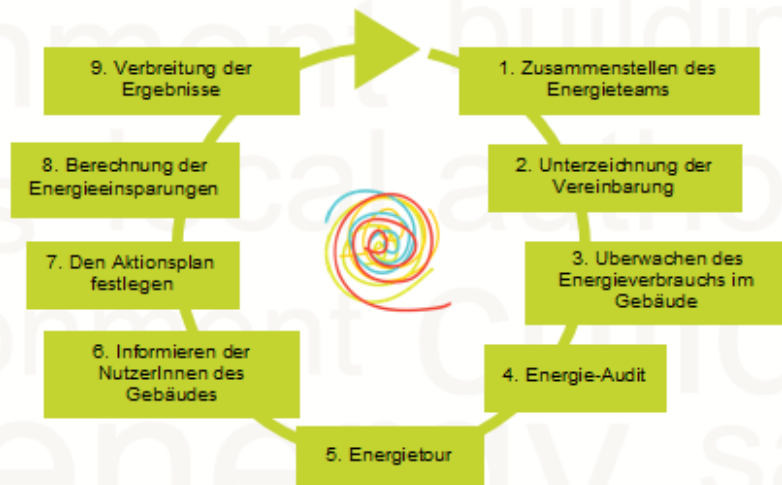 9. Verbreitung der
Ergebnisse
1. Zusammenstellen des
Energieteams
8. Berechnung der
Energieeinsparungen
2. Unterzeichnung der
Vereinbarung
7. Den Aktionsplan
festlegen
3. Uberwachen des
Energieverbrauchs im
Gebäude
6. Informieren der
NutzerInnen des
Gebäudes
4. Energie-Audit
5. Energietour